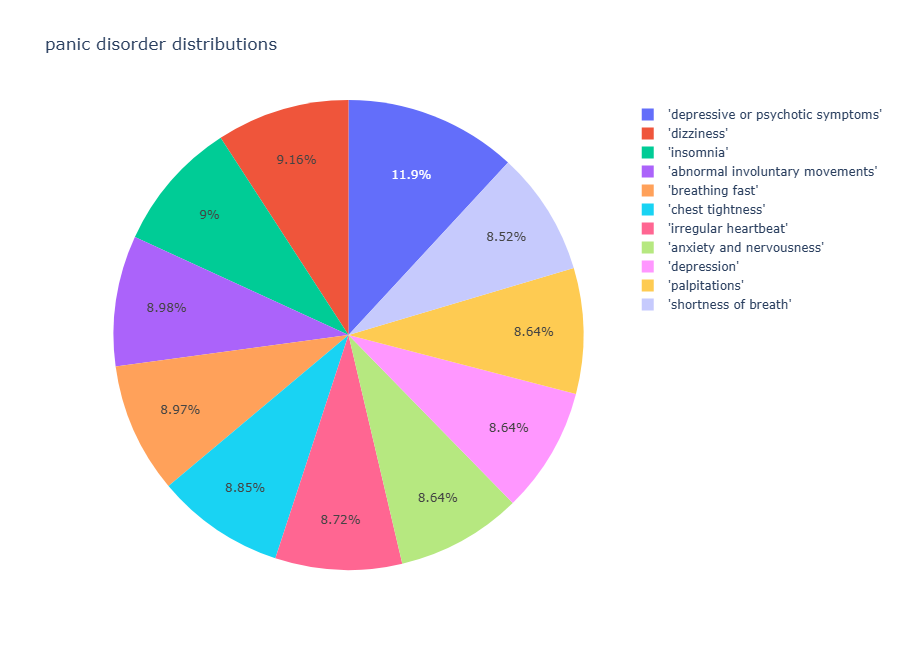 panic disorder distributions
'depressive or psychotic symptoms'
'dizziness'
'insomnia'
'abnormal involuntary movements'
'breathing fast'
'chest tightness'
'irregular heartbeat'
'anxiety and nervousness'
'depression'
'palpitations'
'shortness of breath'
11.9%
8.52%
8.64%
8.64%
8.64%
8.72%
8.85%
8.97%
8.98%
9%
9.16%